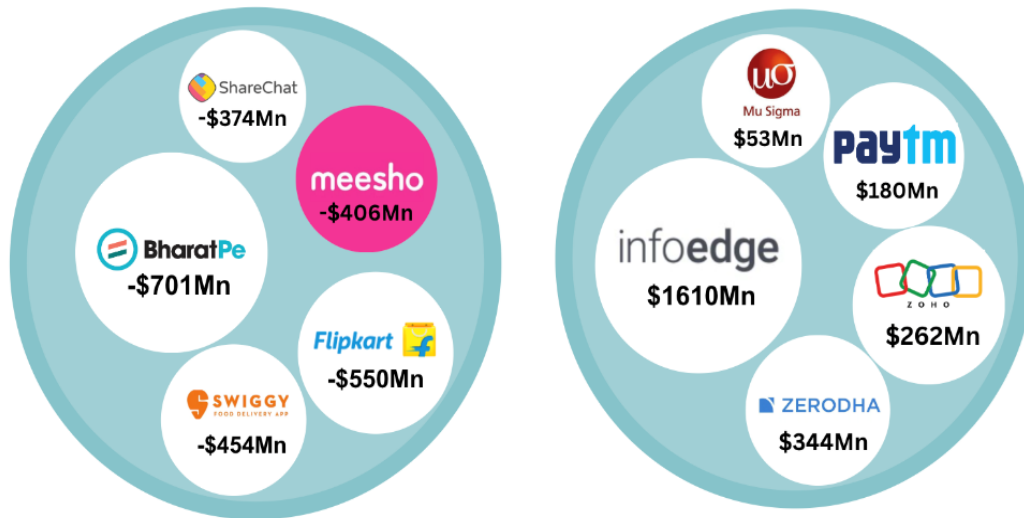 ShareChat
-$374Mn
meesho
-$406Mn
BharatPe
-$701Mn
Flipkart
-$550Mn
SWIGGY
FOOD DELIVERY APP
-$454Mn
μσ
Mu Sigma
$53Mn
paytm
$180Mn
infoedge
$1610Mn
ZOHO
$262Mn
ZERODHA
$344Mn